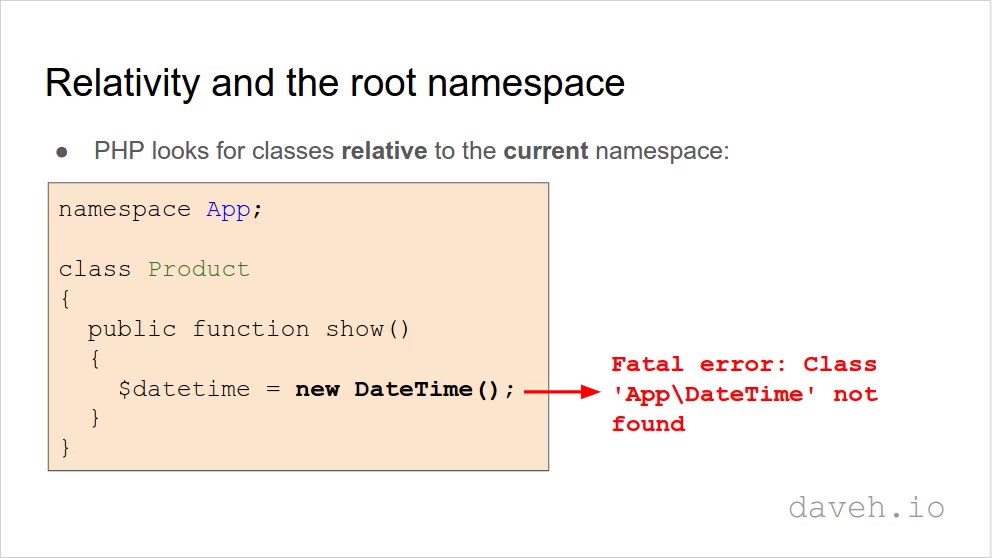 Relativity and the root namespace
● PHP looks for classes relative to the current namespace:
namespace App;
class Product
{
public function show()
{
$datetime = new DateTime();
}
}
Fatal error: Class
'App\DateTime' not
found
daveh.io